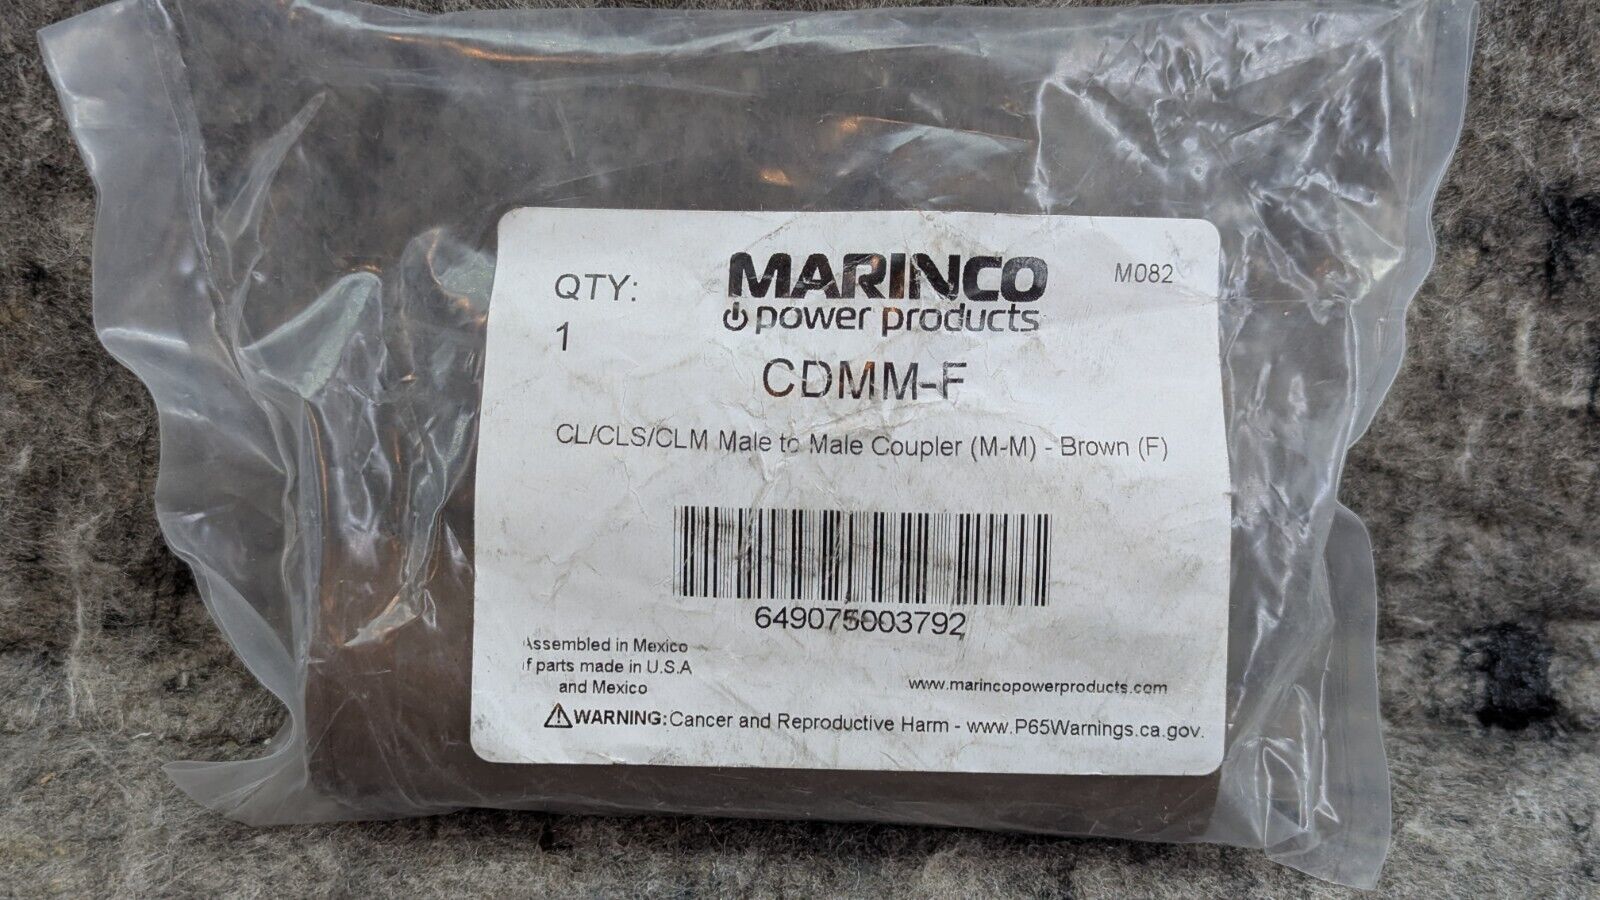 QTY:
1
MARINCO
power products
M082
CDMM-F
CL/CLS/CLM Male to Male Coupler (M-M) - Brown (F)
649075003792
Assembled in Mexico
of parts made in U.S.A
and Mexico
www.marincopowerproducts.com
WARNING: Cancer and Reproductive Harm - www.P65Warnings.ca.gov.